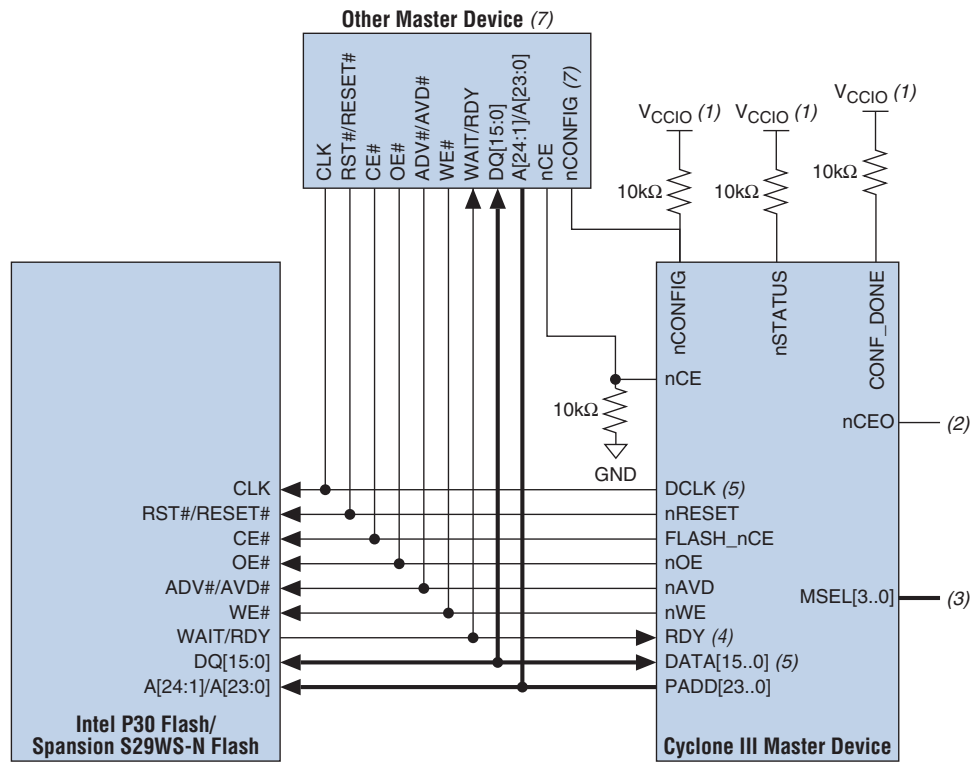 Other Master Device (7)
CLK
RST#/RESET#
CE#
OE#
ADV#/AVD#
WE#
WAIT/RDY
DQ[15:0]
A[24:1]/A[23:0]
nCE
nCONFIG (7)
VCCIO (1)
VCCIO (1)
VCCIO (1)
10kΩ
10kΩ
10kΩ
nCONFIG
nSTATUS
CONF_DONE
nCE
10kΩ
GND
nCEO
(2)
CLK
DCLK (5)
RST#/RESET#
nRESET
CE#
FLASH_nCE
OE#
nOE
ADV#/AVD#
nAVD
MSEL[3..0]
(3)
WE#
nWE
WAIT/RDY
RDY (4)
DQ[15:0]
DATA[15..0] (5)
A[24:1]/A[23:0]
PADD[23..0]
Intel P30 Flash/
Spansion S29WS-N Flash
Cyclone III Master Device